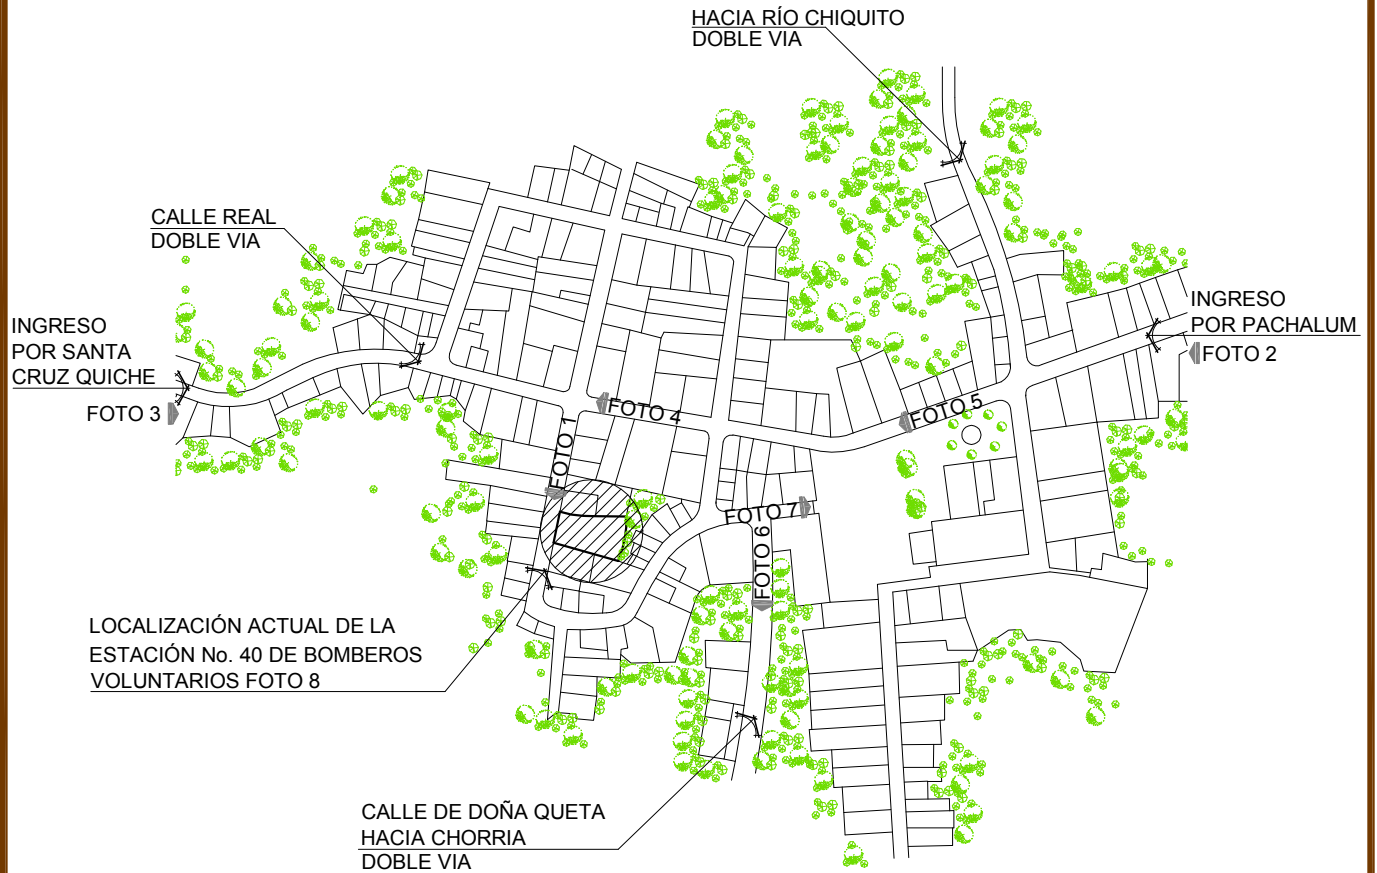 HACIA RÍO CHIQUITO
DOBLE VIA
CALLE REAL
DOBLE VIA
INGRESO
POR SANTA
CRUZ QUICHE
FOTO 3
INGRESO
POR PACHALUM
FOTO 2
FOTO 4
FOTO 5
FOTO 1
FOTO 7
FOTO 6
LOCALIZACIÓN ACTUAL DE LA
ESTACIÓN No. 40 DE BOMBEROS
VOLUNTARIOS FOTO 8
CALLE DE DOÑA QUETA
HACIA CHORRIA
DOBLE VIA